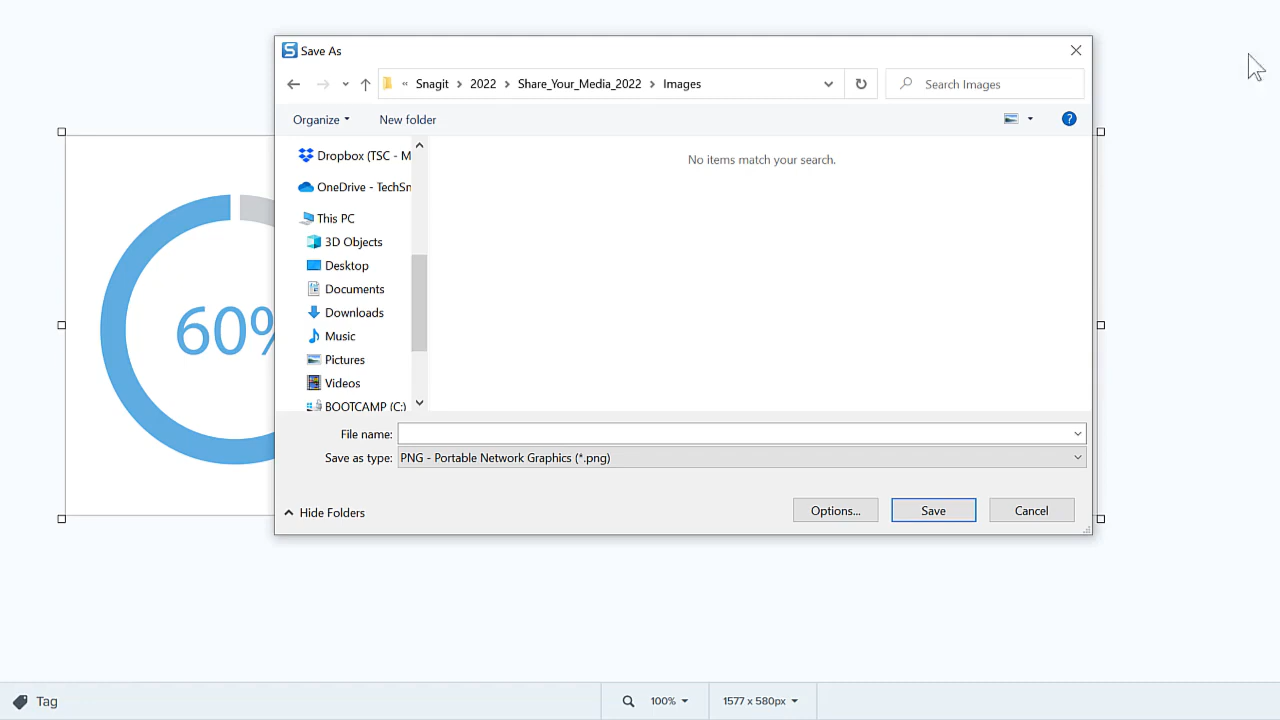 Save As
« Snagit > 2022 > Share_Your_Media_2022 > Images
Search Images
Organize
New folder
Dropbox (TSC - M
OneDrive - TechSn
This PC
3D Objects
Desktop
Documents
Downloads
Music
Pictures
Videos
BOOTCAMP (C:)
No items match your search.
60%
File name:
Save as type: PNG - Portable Network Graphics (*.png)
Hide Folders
Options...
Save
Cancel
Tag
100%
1577 x 580px